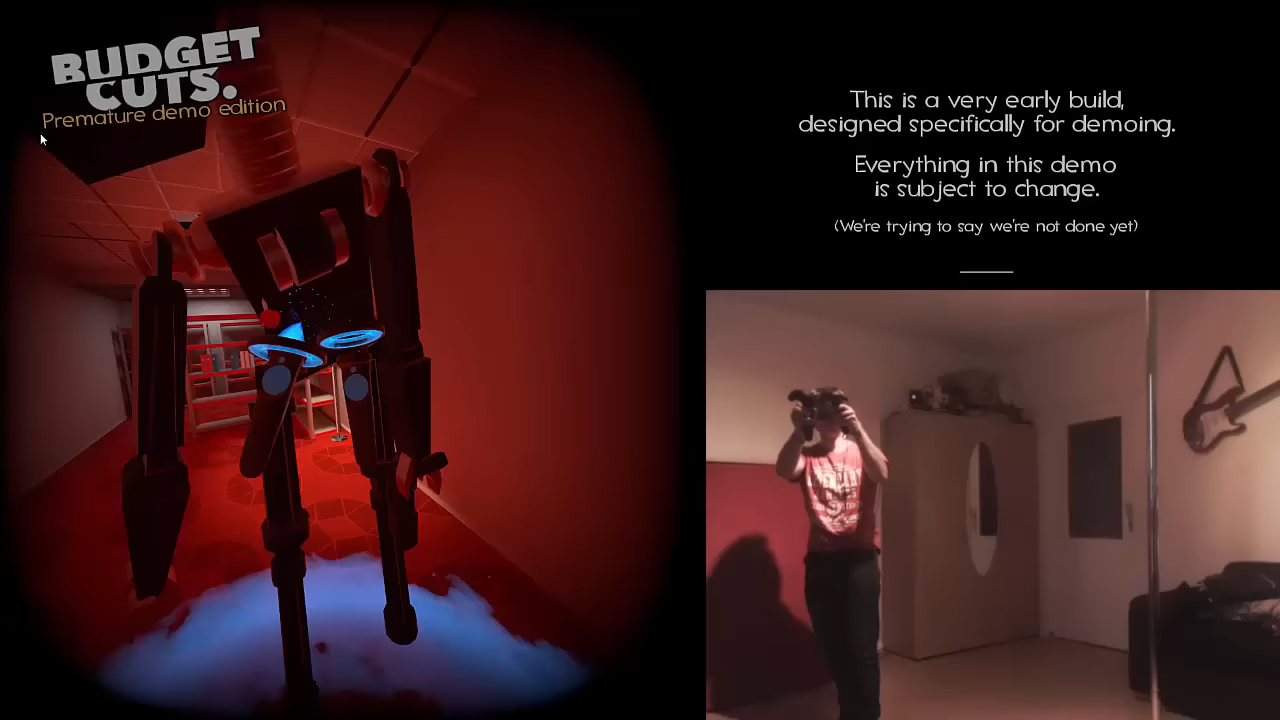 BUDGET
CUTS.
Premature demo edition
This is a very early build,
designed specifically for demoing.
Everything in this demo
is subject to change.
(We're trying to say we're not done yet)